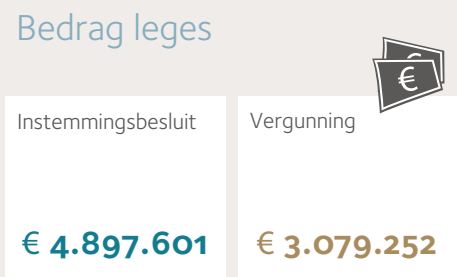 Bedrag leges
€
€
Instemmingsbesluit
Vergunning
€ 4.897.601
€ 3.079.252